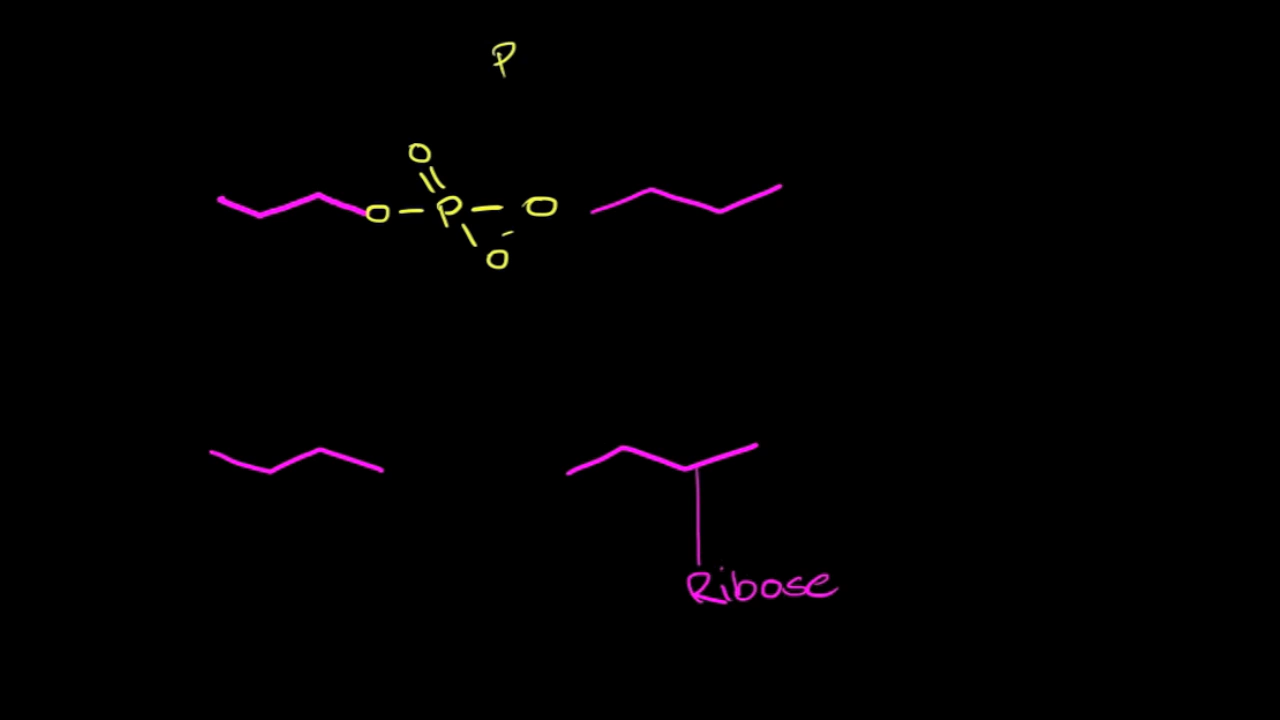 P
O
O - P - O
O-
Ribose